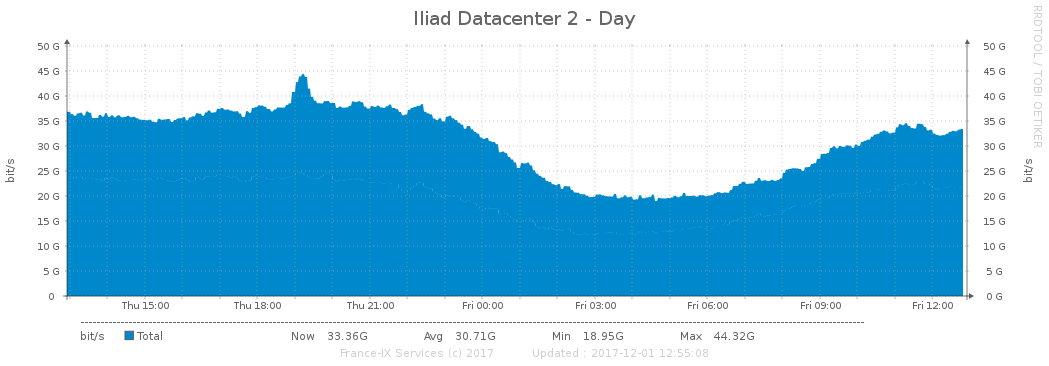 Iliad Datacenter 2 - Day
RRDTOOL / TOBI OETIKER
50 G 50 G
45 G 45 G
40 G 40 G
35 G 35 G
30 G 30 G
25 G 25 G
20 G 20 G
15 G 15 G
10 G 10 G
5 G 5 G
0 0 G
bit/s bit/s
Thu 15:00 Thu 18:00 Thu 21:00 Fri 00:00 Fri 03:00 Fri 06:00 Fri 09:00 Fri 12:00
bit/s Total Now 33.36G Avg 30.71G Min 18.95G Max 44.32G
France-IX Services (c) 2017 Updated : 2017-12-01 12:55:08